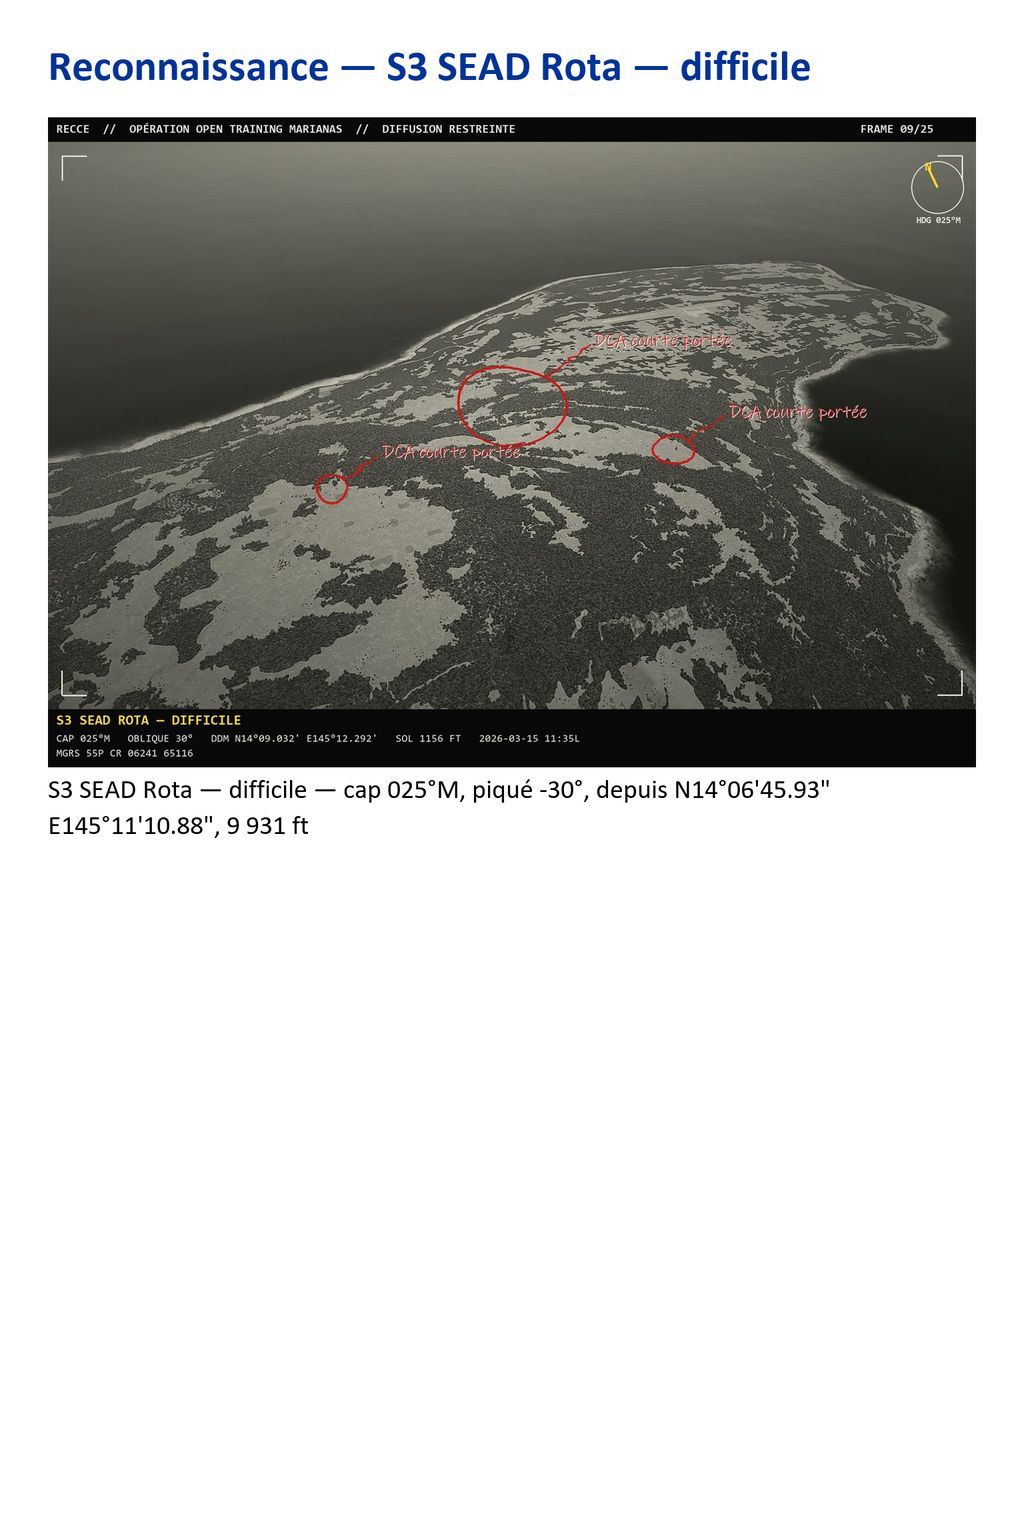 Reconnaissance — S3 SEAD Rota — difficile
RECCE // OPÉRATION OPEN TRAINING MARIANAS // DIFFUSION RESTREINTE FRAME 09/25
N
HDG 025°M
DCA courte portée
DCA courte portée
DCA courte portée
S3 SEAD ROTA — DIFFICILE
CAP 025°M OBLIQUE 30° DDM N14°09.032' E145°12.292' SOL 1156 FT 2026-03-15 11:35L
MGRS 55P CR 06241 65116
S3 SEAD Rota — difficile — cap 025°M, piqué -30°, depuis N14°06'45.93"
E145°11'10.88", 9 931 ft